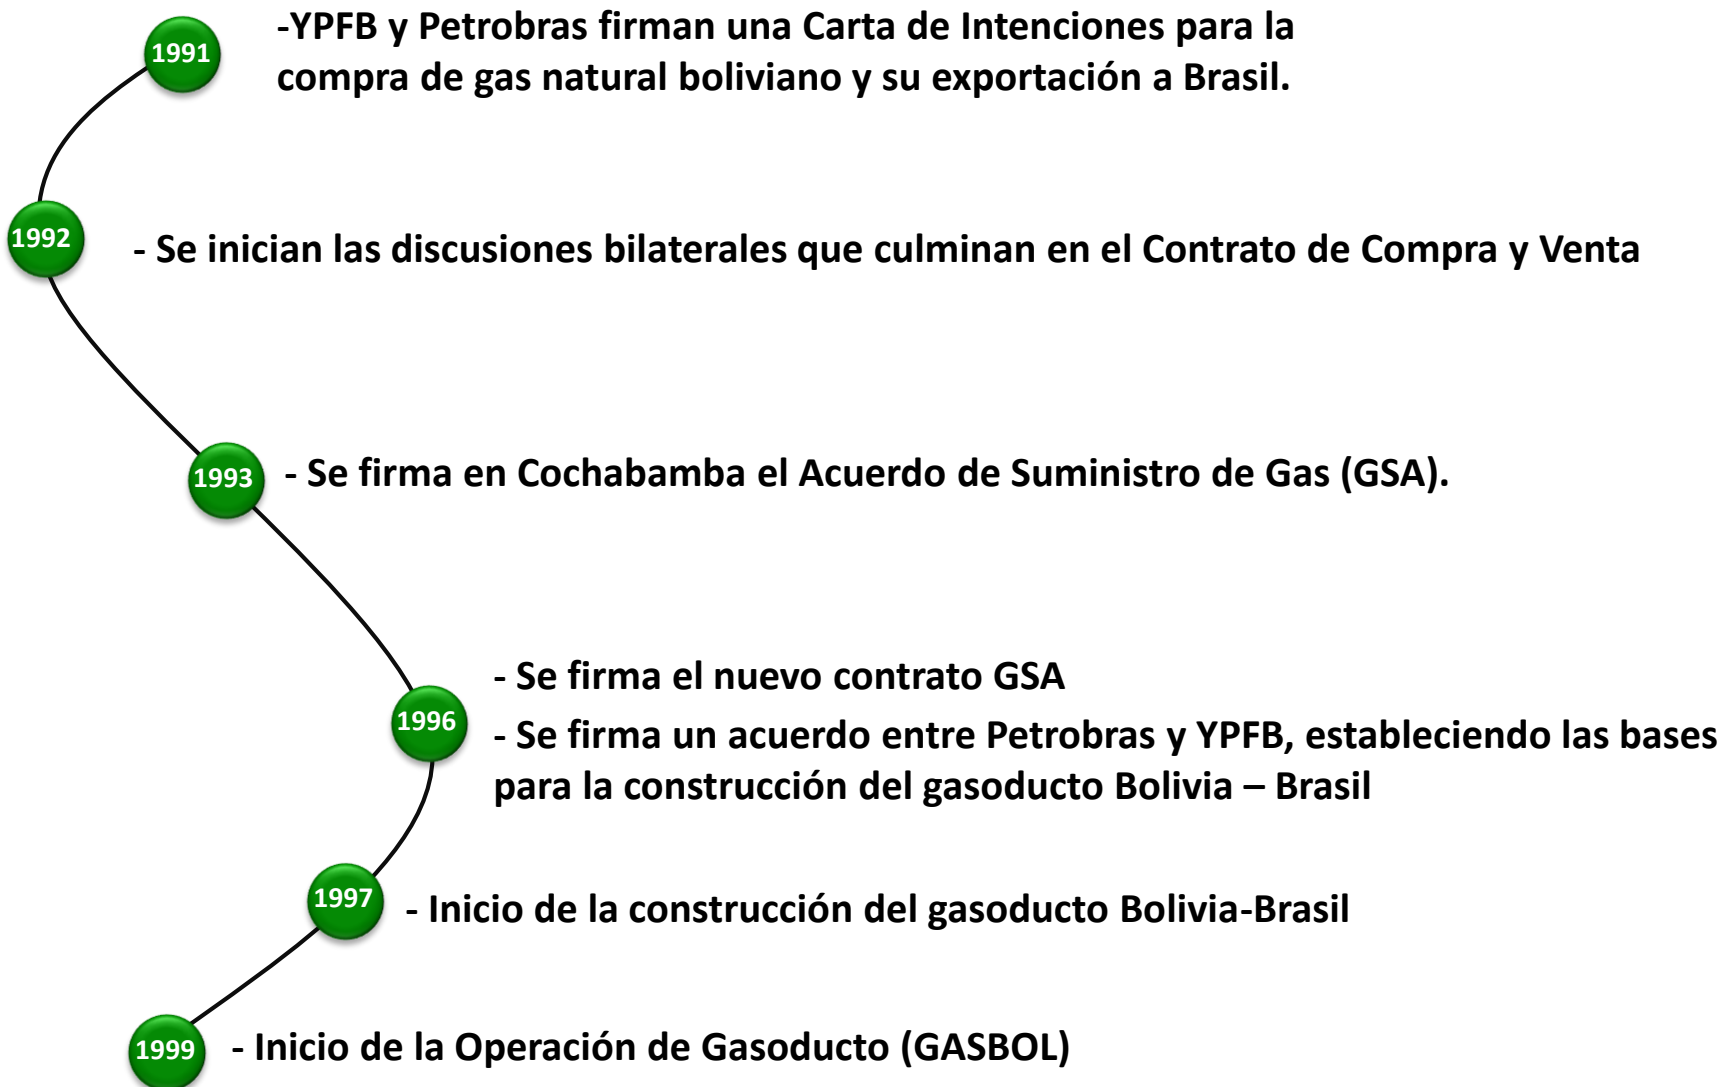 1991
-YPFB y Petrobras firman una Carta de Intenciones para la
compra de gas natural boliviano y su exportación a Brasil.
1992
- Se inician las discusiones bilaterales que culminan en el Contrato de Compra y Venta
1993
- Se firma en Cochabamba el Acuerdo de Suministro de Gas (GSA).
1996
- Se firma el nuevo contrato GSA
- Se firma un acuerdo entre Petrobras y YPFB, estableciendo las bases
para la construcción del gasoducto Bolivia – Brasil
1997
- Inicio de la construcción del gasoducto Bolivia-Brasil
1999
- Inicio de la Operación de Gasoducto (GASBOL)